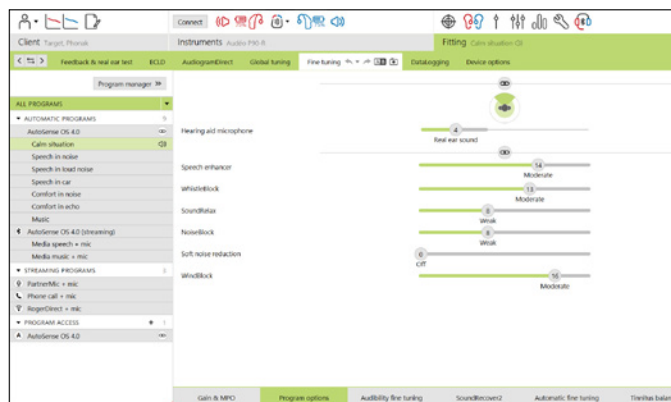 Connect
Client Target, Phonak
Instruments Audéo P90-R
Fitting Calm situation
Feedback & real ear test
AudiogramDirect
Global tuning
Fine tuning
DataLogging
Device options
Program manager
ALL PROGRAMS
AUTOMATIC PROGRAMS 9
AutoSense OS 4.0
Calm situation
Speech in noise
Speech in loud noise
Speech in car
Comfort in noise
Comfort in echo
Music
AutoSense OS 4.0 (streaming)
Media speech + mic
Media music + mic
STREAMING PROGRAMS 3
PartnerMic + mic
Phone call + mic
RogerDirect + mic
PROGRAM ACCESS + 1
A AutoSense OS 4.0
Hearing aid microphone
4
Real ear sound
Speech enhancer
14
Moderate
WhistleBlock
13
Moderate
SoundRelax
8
Weak
NoiseBlock
8
Weak
Soft noise reduction
0
Off
WindBlock
16
Moderate
Gain & MPO
Program options
Audibility fine tuning
SoundRecover2
Automatic fine tuning
Tinnitus balan